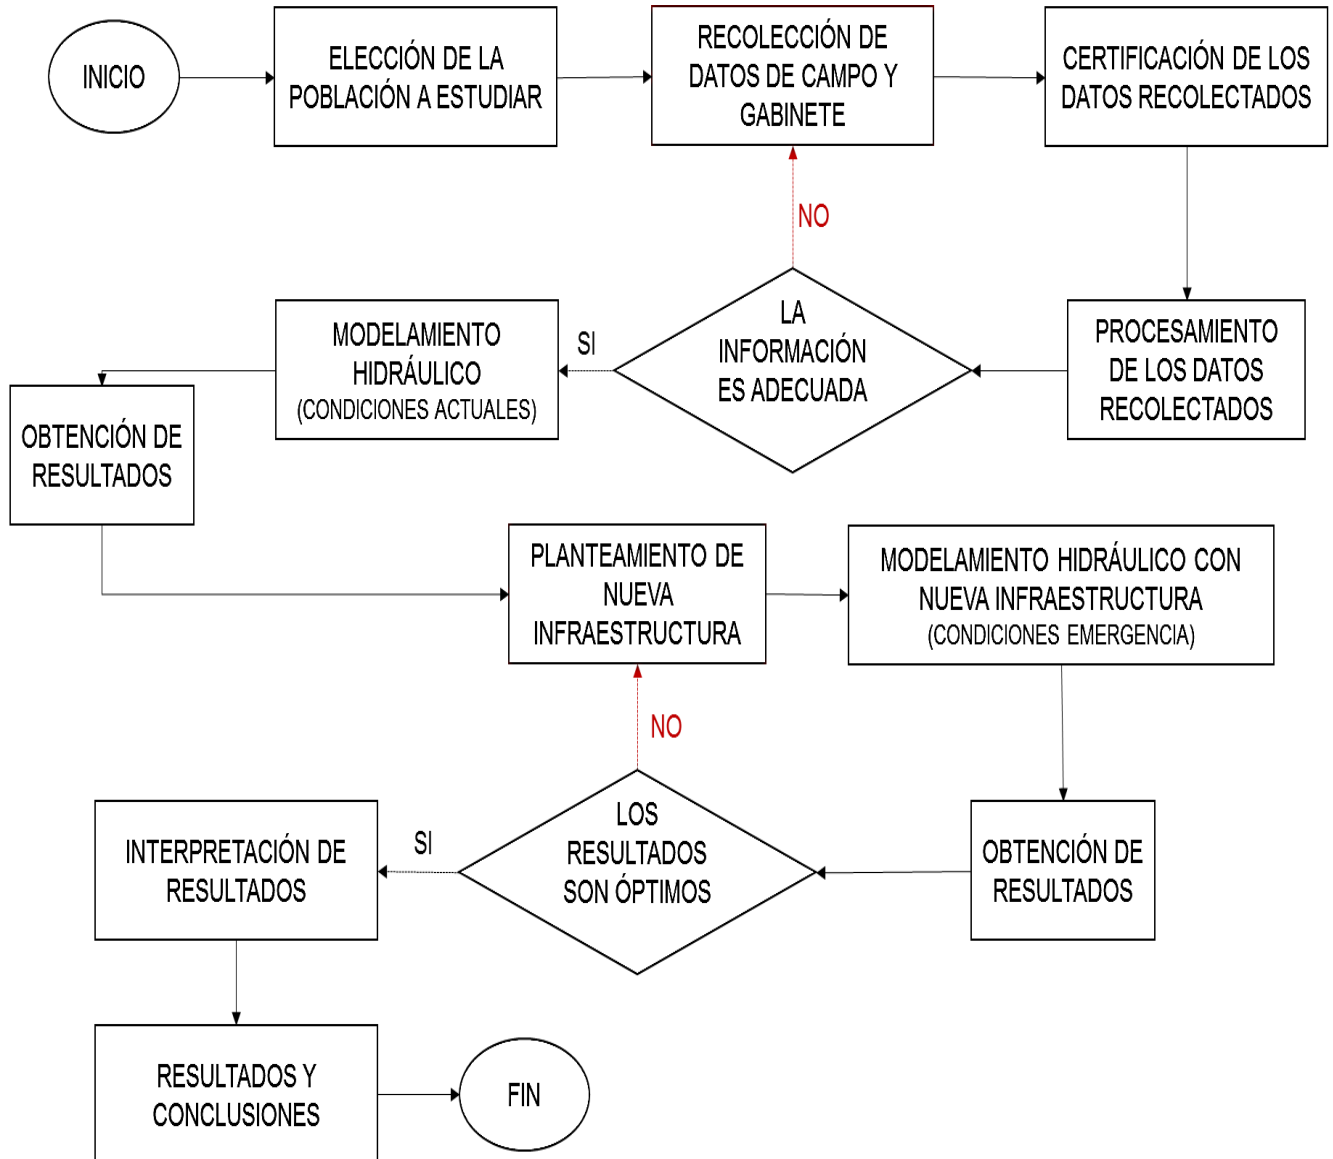 INICIO
ELECCIÓN DE LA
POBLACIÓN A ESTUDIAR
RECOLECCIÓN DE
DATOS DE CAMPO Y
GABINETE
CERTIFICACIÓN DE LOS
DATOS RECOLECTADOS
NO
PROCESAMIENTO
DE LOS DATOS
RECOLECTADOS
LA
INFORMACIÓN
ES ADECUADA
SI
MODELAMIENTO
HIDRÁULICO
(CONDICIONES ACTUALES)
OBTENCIÓN DE
RESULTADOS
PLANTEAMIENTO DE
NUEVA
INFRAESTRUCTURA
MODELAMIENTO HIDRÁULICO CON
NUEVA INFRAESTRUCTURA
(CONDICIONES EMERGENCIA)
NO
OBTENCIÓN DE
RESULTADOS
LOS
RESULTADOS
SON ÓPTIMOS
SI
INTERPRETACIÓN DE
RESULTADOS
RESULTADOS Y
CONCLUSIONES
FIN